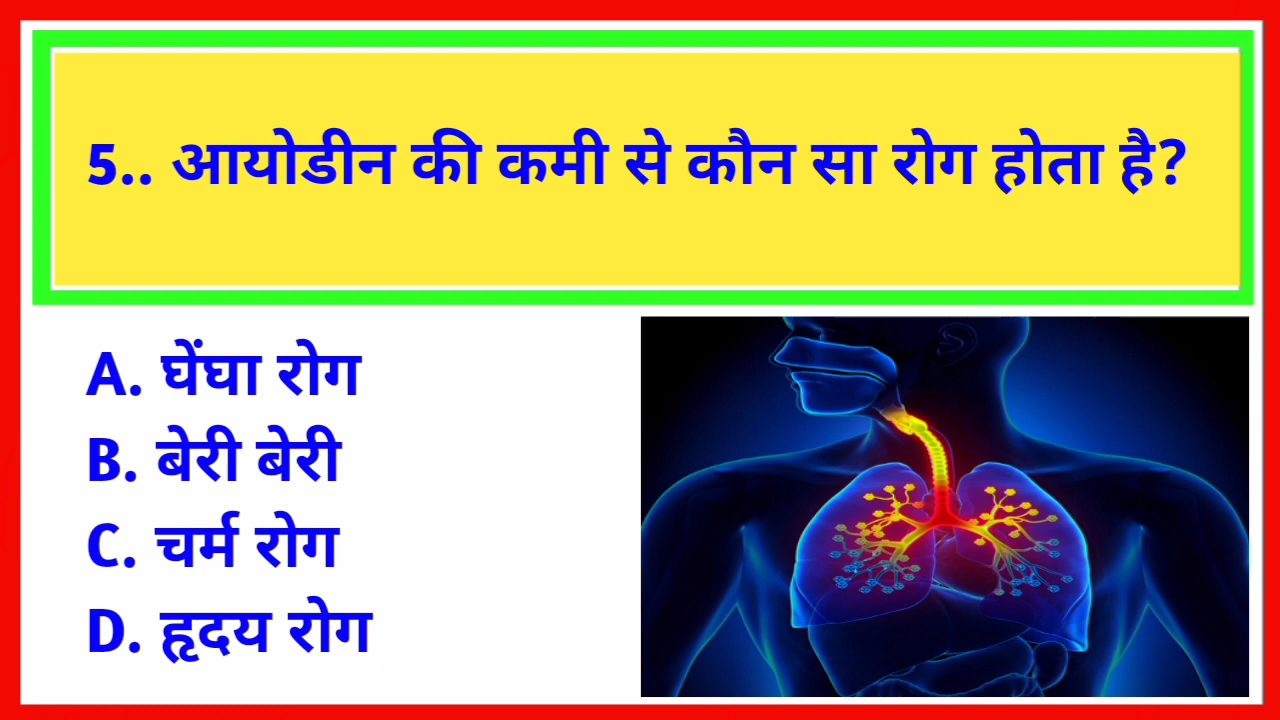 5.. आयोडीन की कमी से कौन सा रोग होता है?
A. घेंघा रोग
B. बेरी बेरी
C. चर्म रोग
D. हृदय रोग